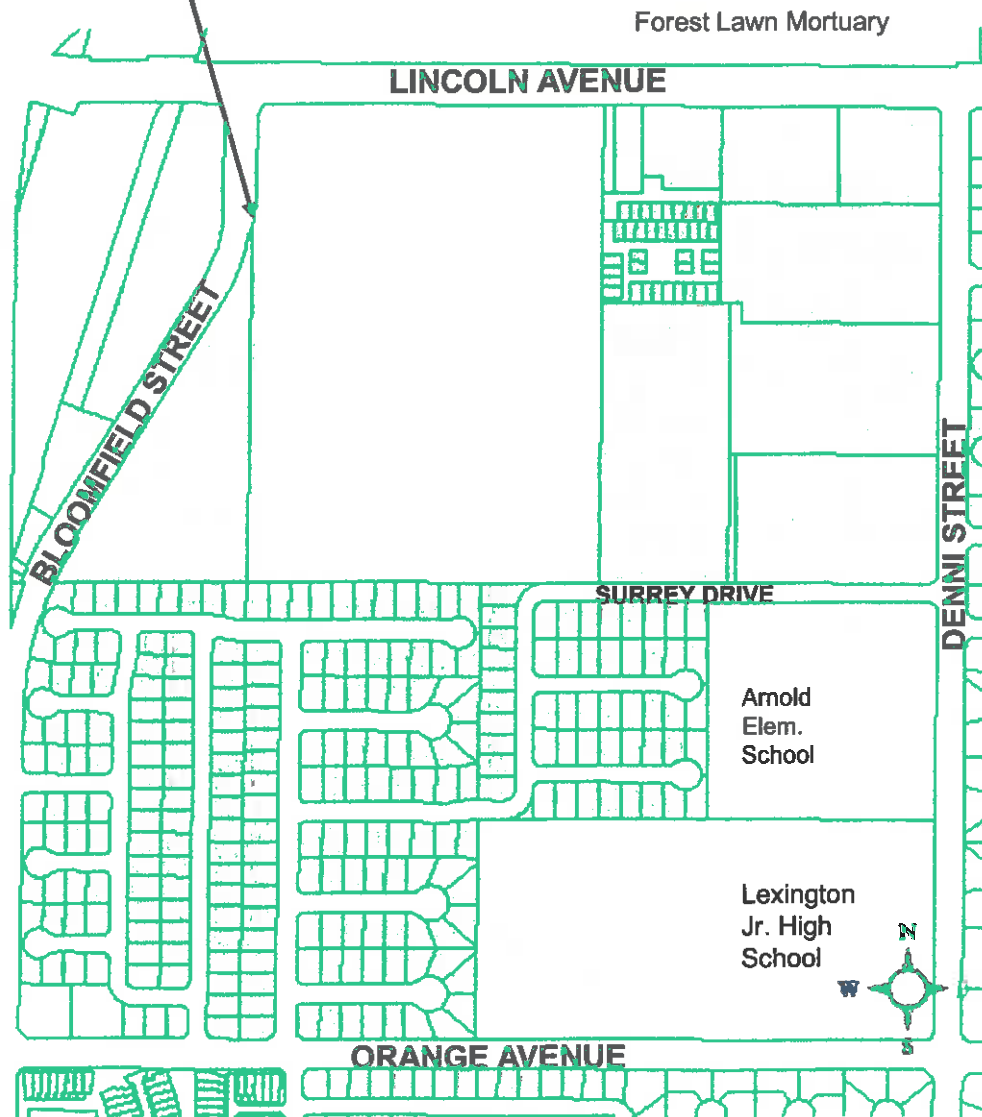 Forest Lawn Mortuary
LINCOLN AVENUE
BLOOMFIELD STREET
DENNI STREET
SURREY DRIVE
Arnold
Elem.
School
Lexington
Jr. High
School
N
W
S
ORANGE AVENUE